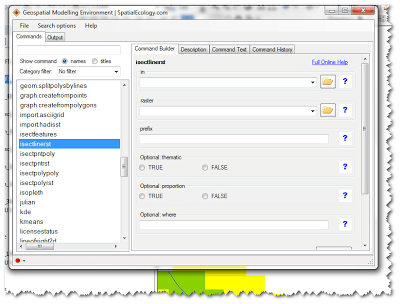 Geospatial Modelling Environment | SpatialEcology.com
File Search options Help
Commands Output
Show command names titles
Category filter: No filter
geom.splitpolysbylines
graph.createfrompoints
graph.createfrompolygons
import.asciigrid
import.hadisst
isectfeatures
isectlinerst
isectpntpoly
isectpntrst
isectpolypoly
isectpolyrst
isopleth
julian
kde
kmeans
licensestatus
lineofsight2d
Command Builder Description Command Text Command History
isectlinerst Full Online Help
in
?
raster
?
prefix
?
Optional: thematic
TRUE FALSE ?
Optional: proportion
TRUE FALSE ?
Optional: where
?